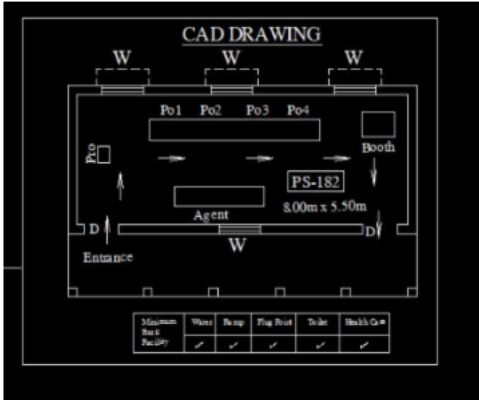 CAD DRAWING
W W W
Po1 Po2 Po3 Po4
Booth
Pro
PS-182
8.00m x 5.50m
Agent
D D
W
Entrance
Minimum Basic Facility Water Ramp Plug Point Toilet Health Care
✓ ✓ ✓ ✓ ✓